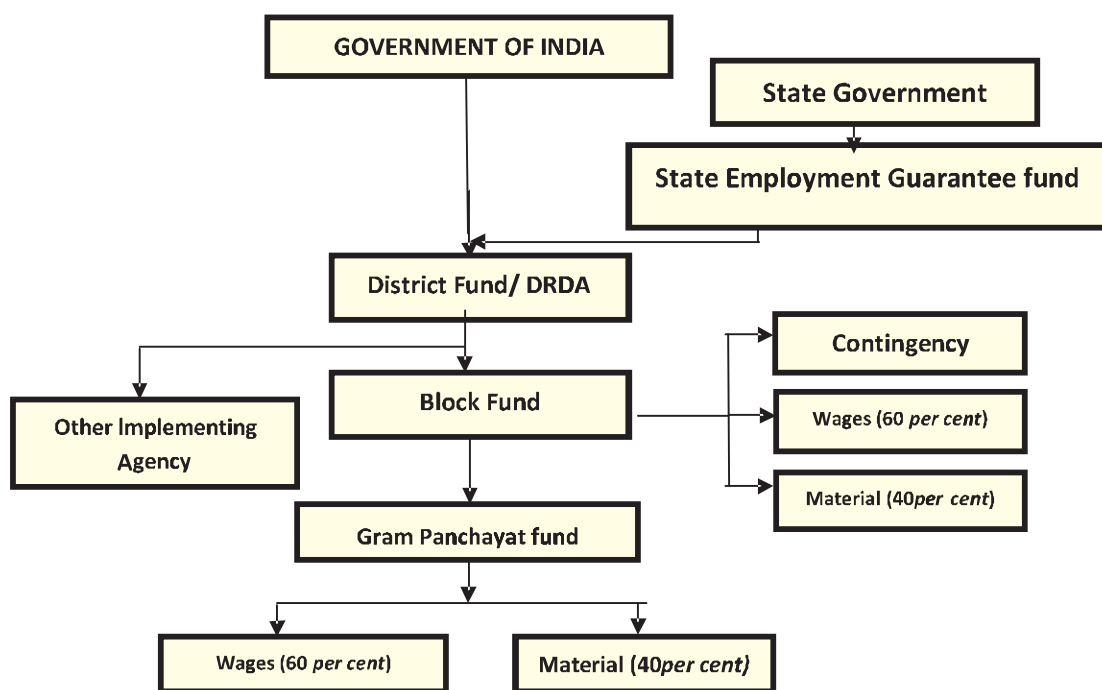 GOVERNMENT OF INDIA
State Government
State Employment Guarantee fund
District Fund/ DRDA
Contingency
Block Fund
Wages (60 per cent)
Other Implementing
Agency
Material (40per cent)
Gram Panchayat fund
Wages (60 per cent)
Material (40per cent)